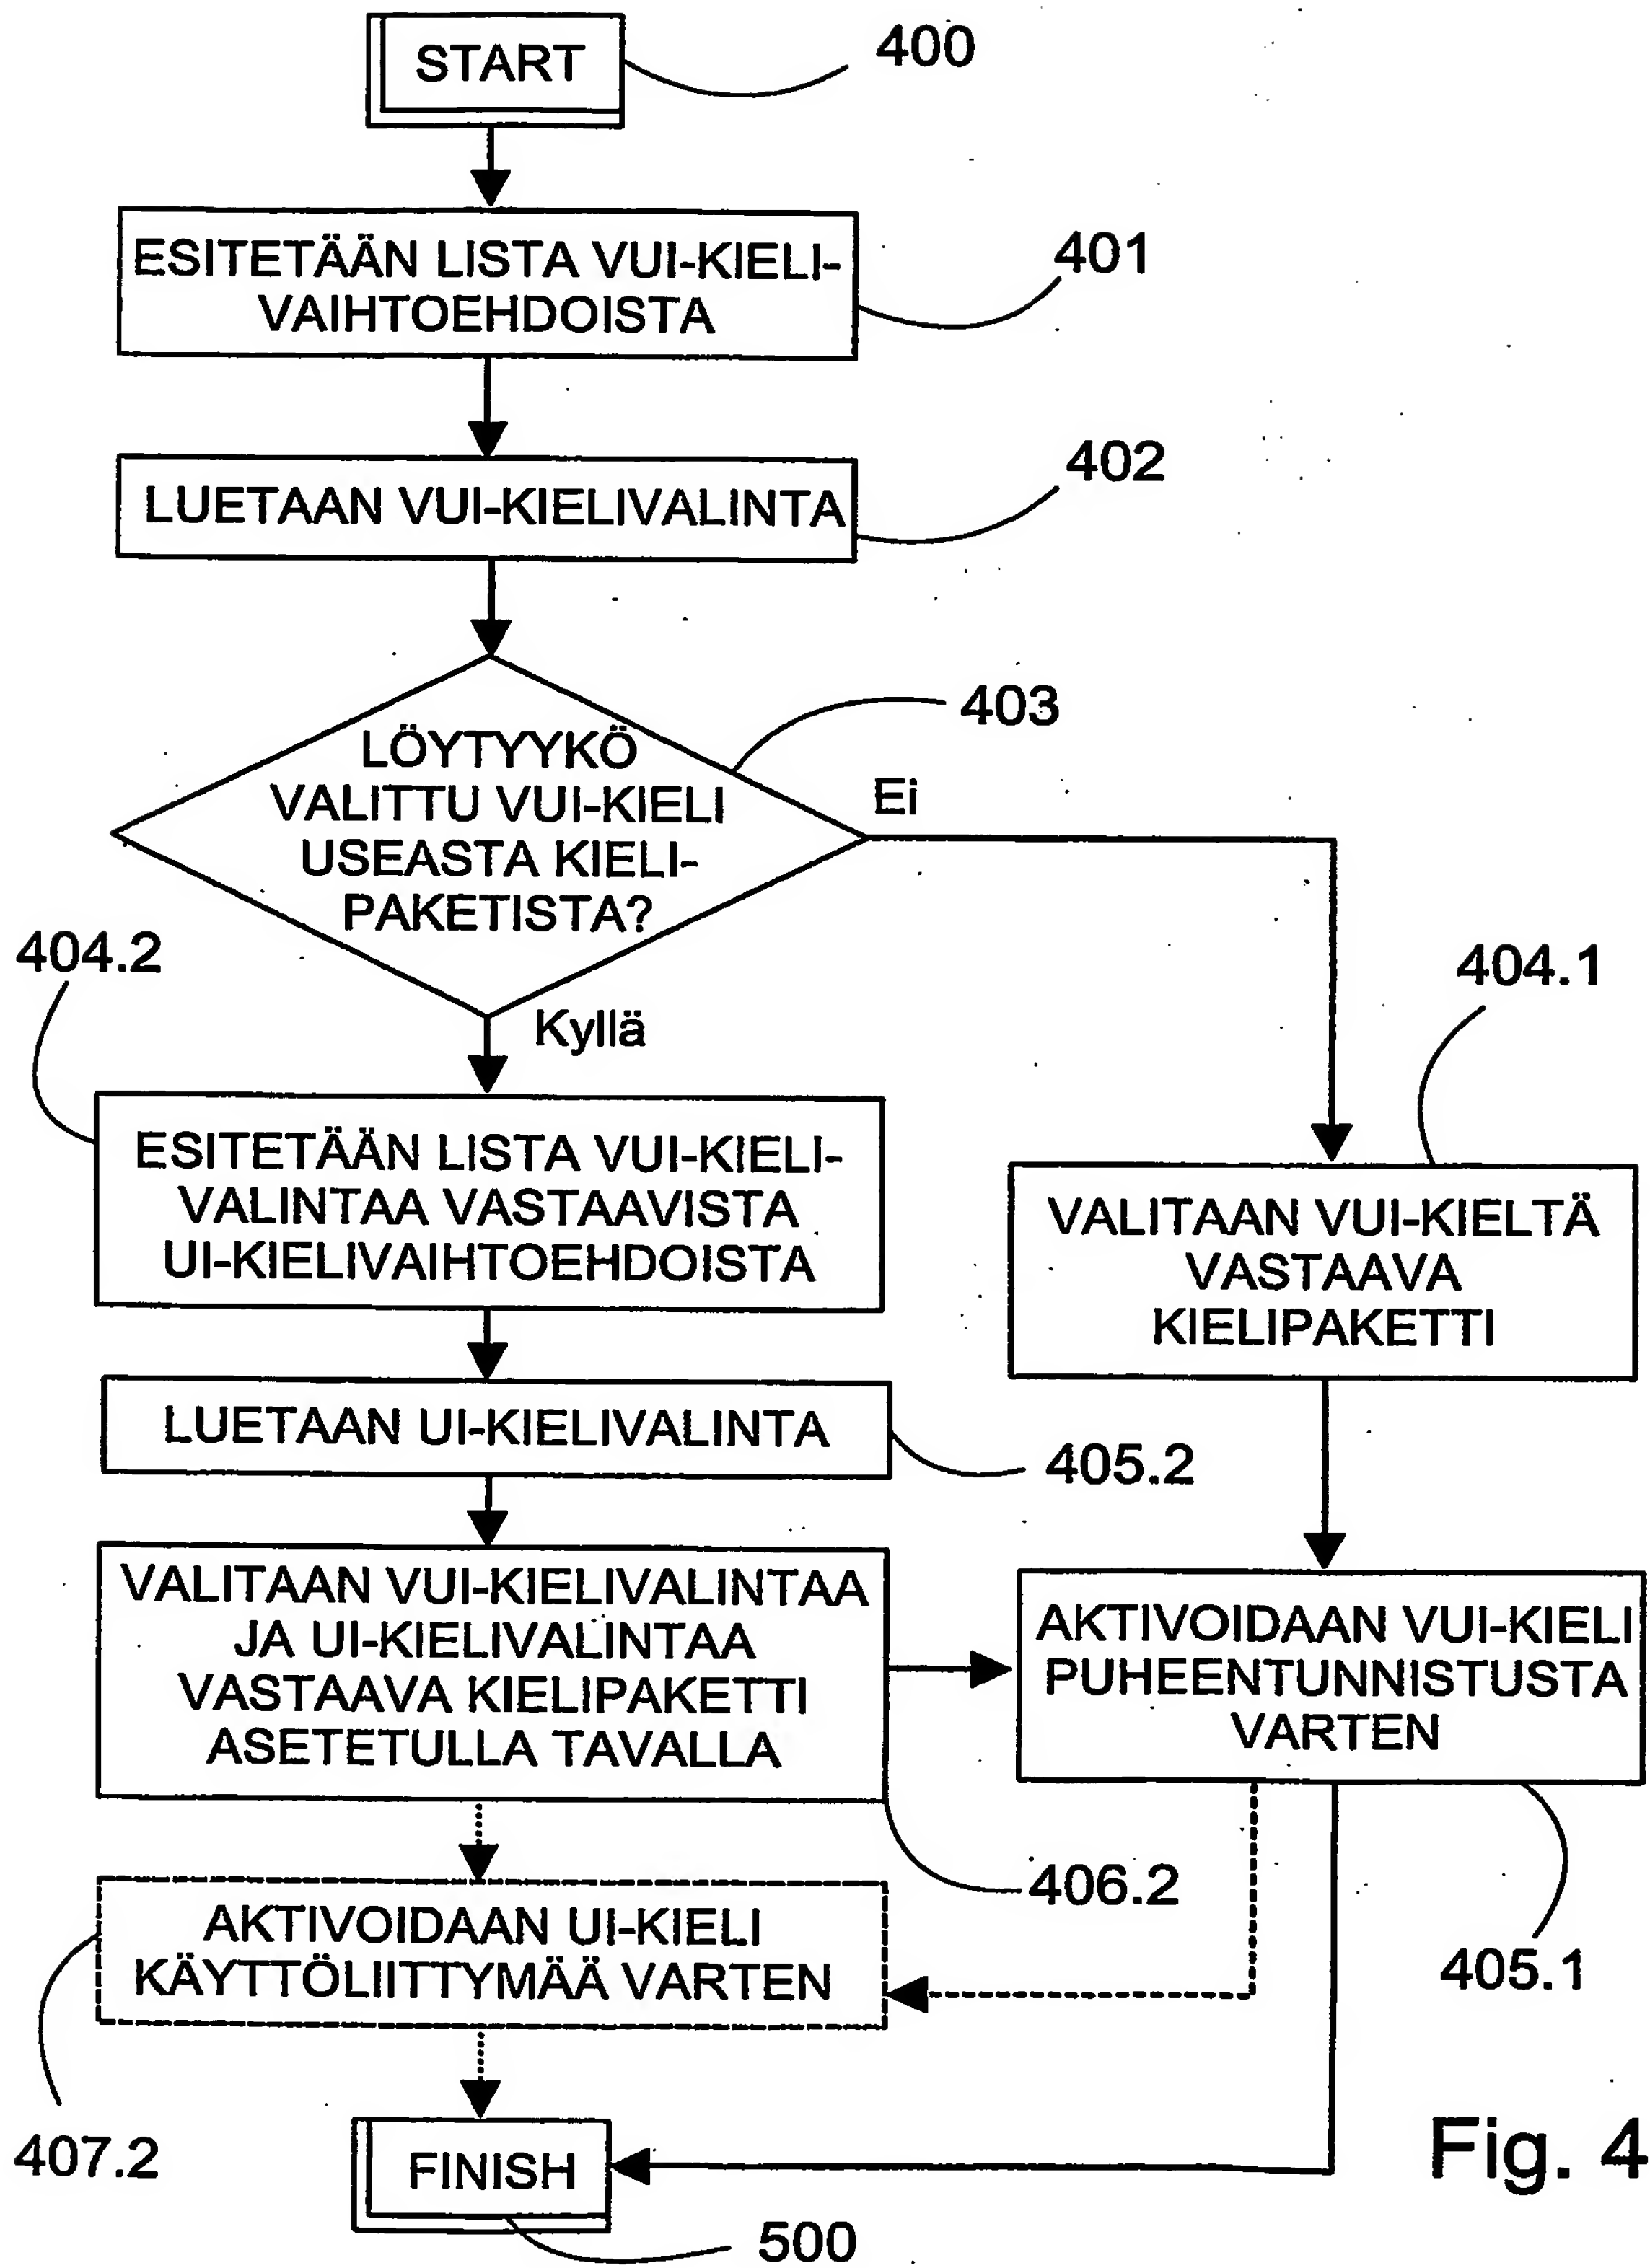 START
400
ESITETÄÄN LISTA VUI-KIELI-
VAIHTOEHDOISTA
401
LUETAAN VUI-KIELIVALINTA
402
LÖYTYYKÖ
VALITTU VUI-KIELI
USEASTA KIELI-
PAKETISTA?
403
Ei
Kyllä
404.2
404.1
ESITETÄÄN LISTA VUI-KIELI-
VALINTAA VASTAAVISTA
UI-KIELIVAIHTOEHDOISTA
VALITAAN VUI-KIELTÄ
VASTAAVA
KIELIPAKETTI
LUETAAN UI-KIELIVALINTA
405.2
VALITAAN VUI-KIELIVALINTAA
JA UI-KIELIVALINTAA
VASTAAVA KIELIPAKETTI
ASETETULLA TAVALLA
AKTIVOIDAAN VUI-KIELI
PUHEENTUNNISTUSTA
VARTEN
406.2
405.1
AKTIVOIDAAN UI-KIELI
KÄYTTÖLIITTYMÄÄ VARTEN
407.2
FINISH
500
Fig. 4